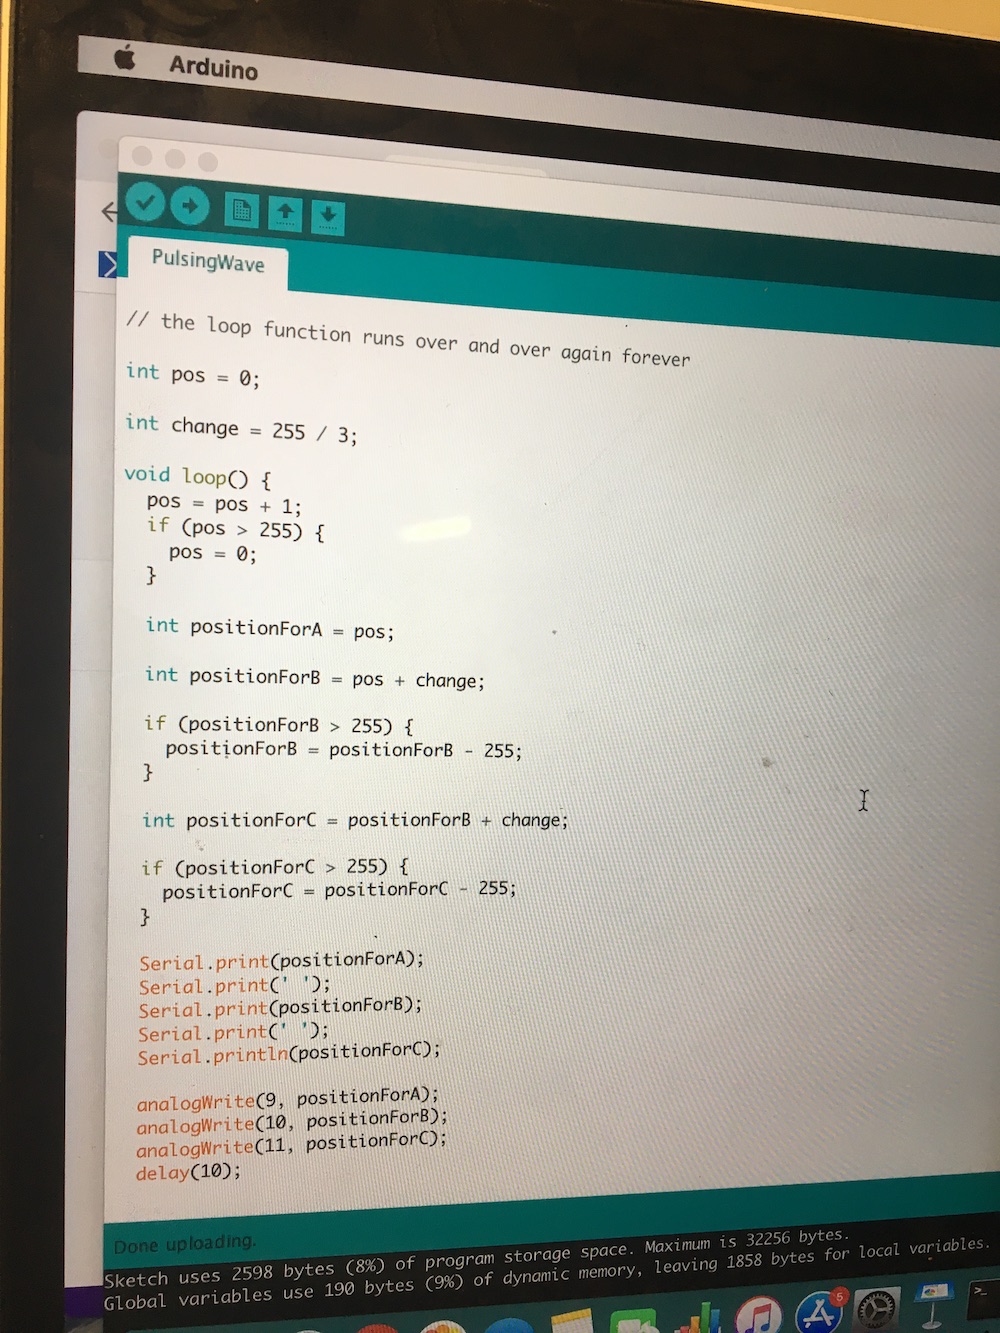 Arduino
PulsingWave
// the loop function runs over and over again forever
int pos = 0;
int change = 255 / 3;
void loop() {
pos = pos + 1;
if (pos > 255) {
pos = 0;
}
int positionForA = pos;
int positionForB = pos + change;
if (positionForB > 255) {
positionForB = positionForB - 255;
}
int positionForC = positionForB + change;
if (positionForC > 255) {
positionForC = positionForC - 255;
}
Serial.print(positionForA);
Serial.print(' ');
Serial.print(positionForB);
Serial.print(' ');
Serial.println(positionForC);
analogWrite(9, positionForA);
analogWrite(10, positionForB);
analogWrite(11, positionForC);
delay(10);
Done uploading.
Sketch uses 2598 bytes (8%) of program storage space. Maximum is 32256 bytes.
Global variables use 190 bytes (9%) of dynamic memory, leaving 1858 bytes for local variables.
5
>_